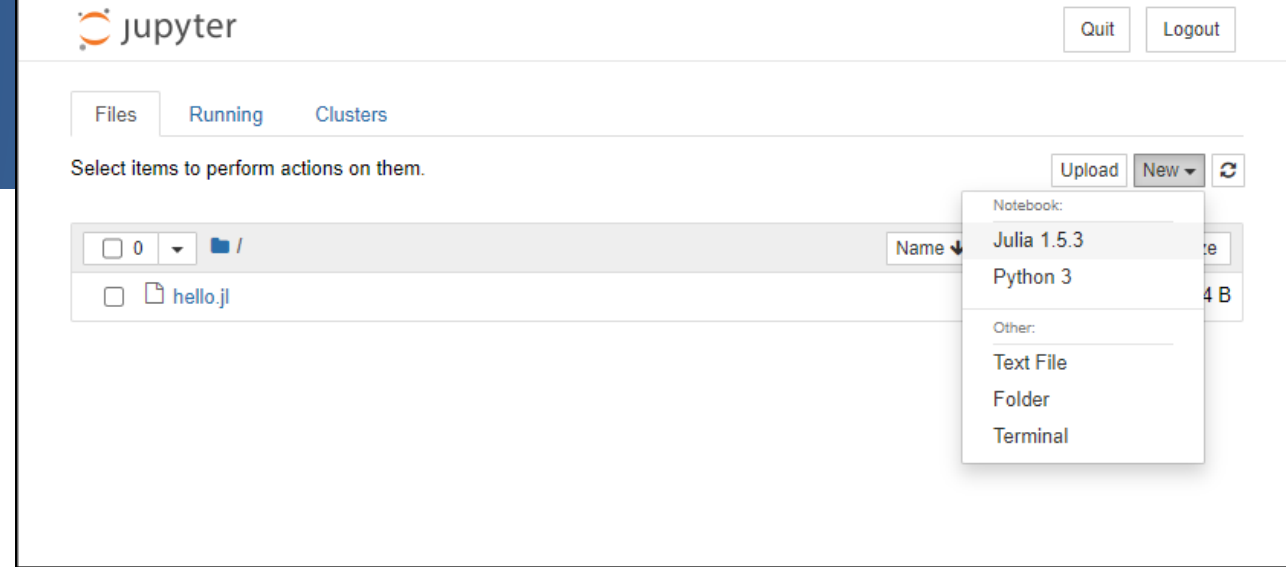 jupyter
Quit Logout
Files Running Clusters
Select items to perform actions on them.
Upload New
Notebook:
0 / Name
Julia 1.5.3
Python 3
hello.jl
Other:
Text File
Folder
Terminal